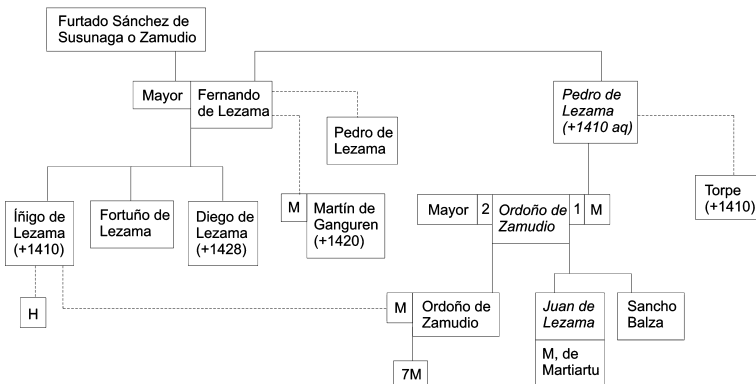 Furtado Sánchez de
Susunaga o Zamudio
Mayor
Fernando
de Lezama
Pedro de
Lezama
(+1410 aq)
Pedro de
Lezama
Torpe
(+1410)
Íñigo de
Lezama
(+1410)
Fortuño de
Lezama
Diego de
Lezama
(+1428)
M
Martín de
Ganguren
(+1420)
Mayor
2
Ordoño de
Zamudio
1
M
H
M
Ordoño de
Zamudio
Juan de
Lezama
Sancho
Balza
M, de
Martiartu
7M